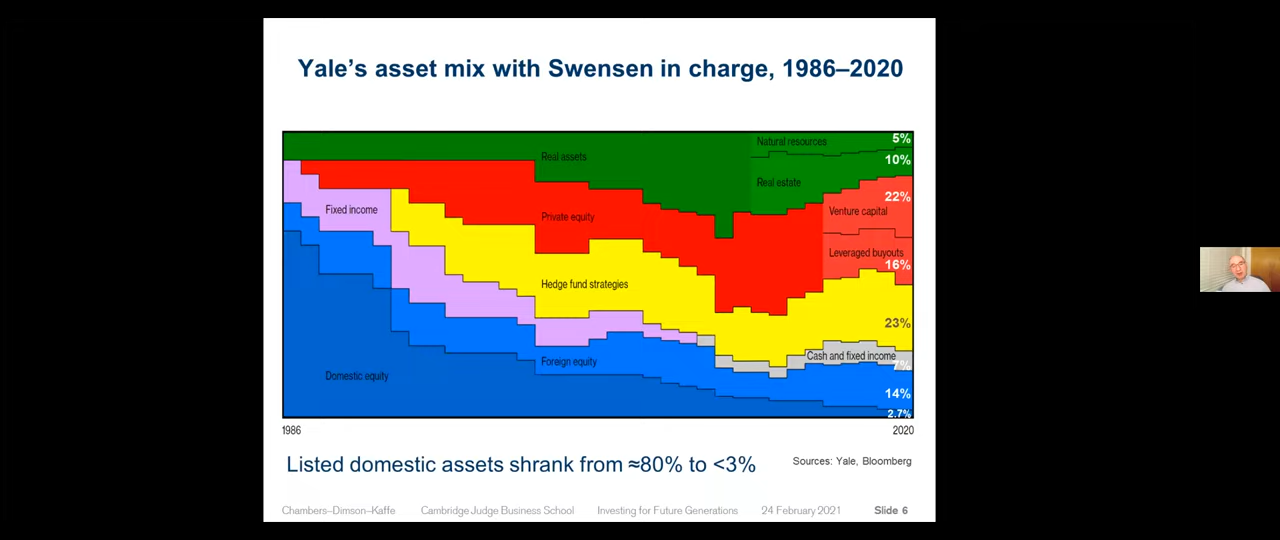 Yale's asset mix with Swensen in charge, 1986–2020
Natural resources
5%
Real assets
10%
Real estate
22%
Fixed income
Venture capital
Private equity
Leveraged buyouts
16%
Hedge fund strategies
23%
Cash and fixed income
7%
Foreign equity
Domestic equity
14%
2.7%
1986
2020
Listed domestic assets shrank from ≈80% to <3%
Sources: Yale, Bloomberg
Chambers–Dimson–Kaffe Cambridge Judge Business School Investing for Future Generations 24 February 2021 Slide 6